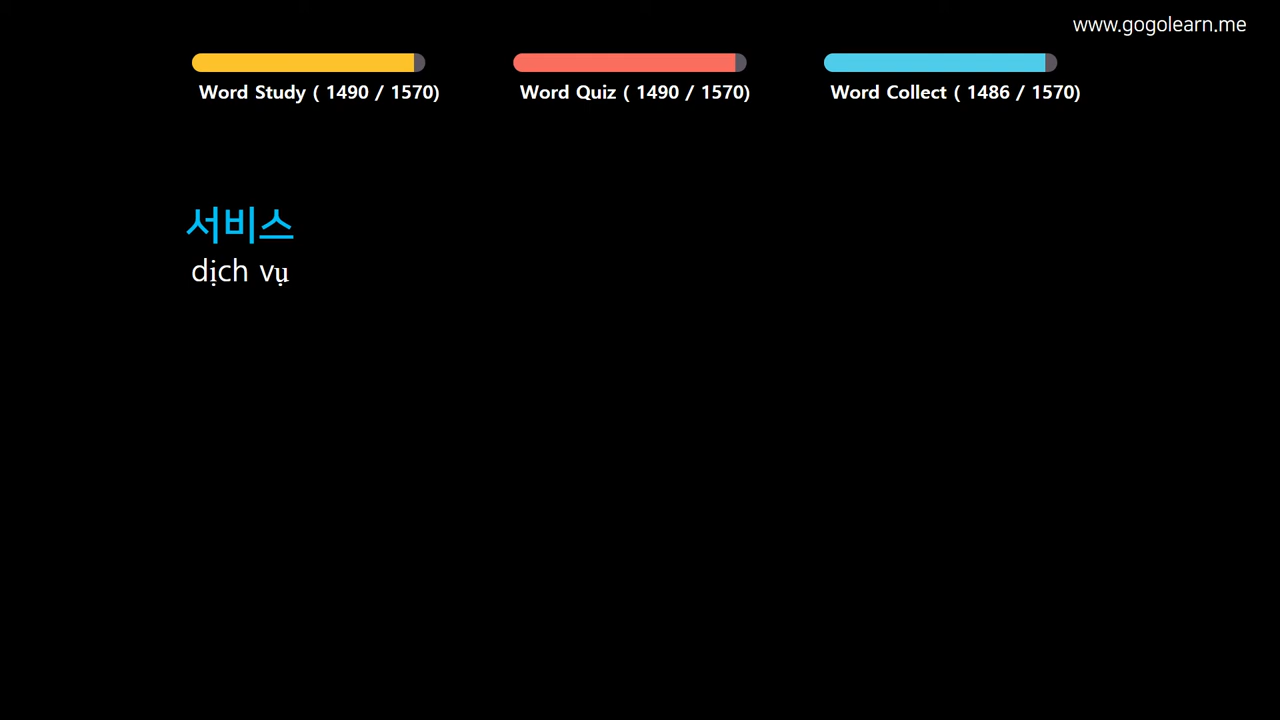 www.gogolearn.me
Word Study ( 1490 / 1570)
Word Quiz ( 1490 / 1570)
Word Collect ( 1486 / 1570)
서비스
dịch vụ